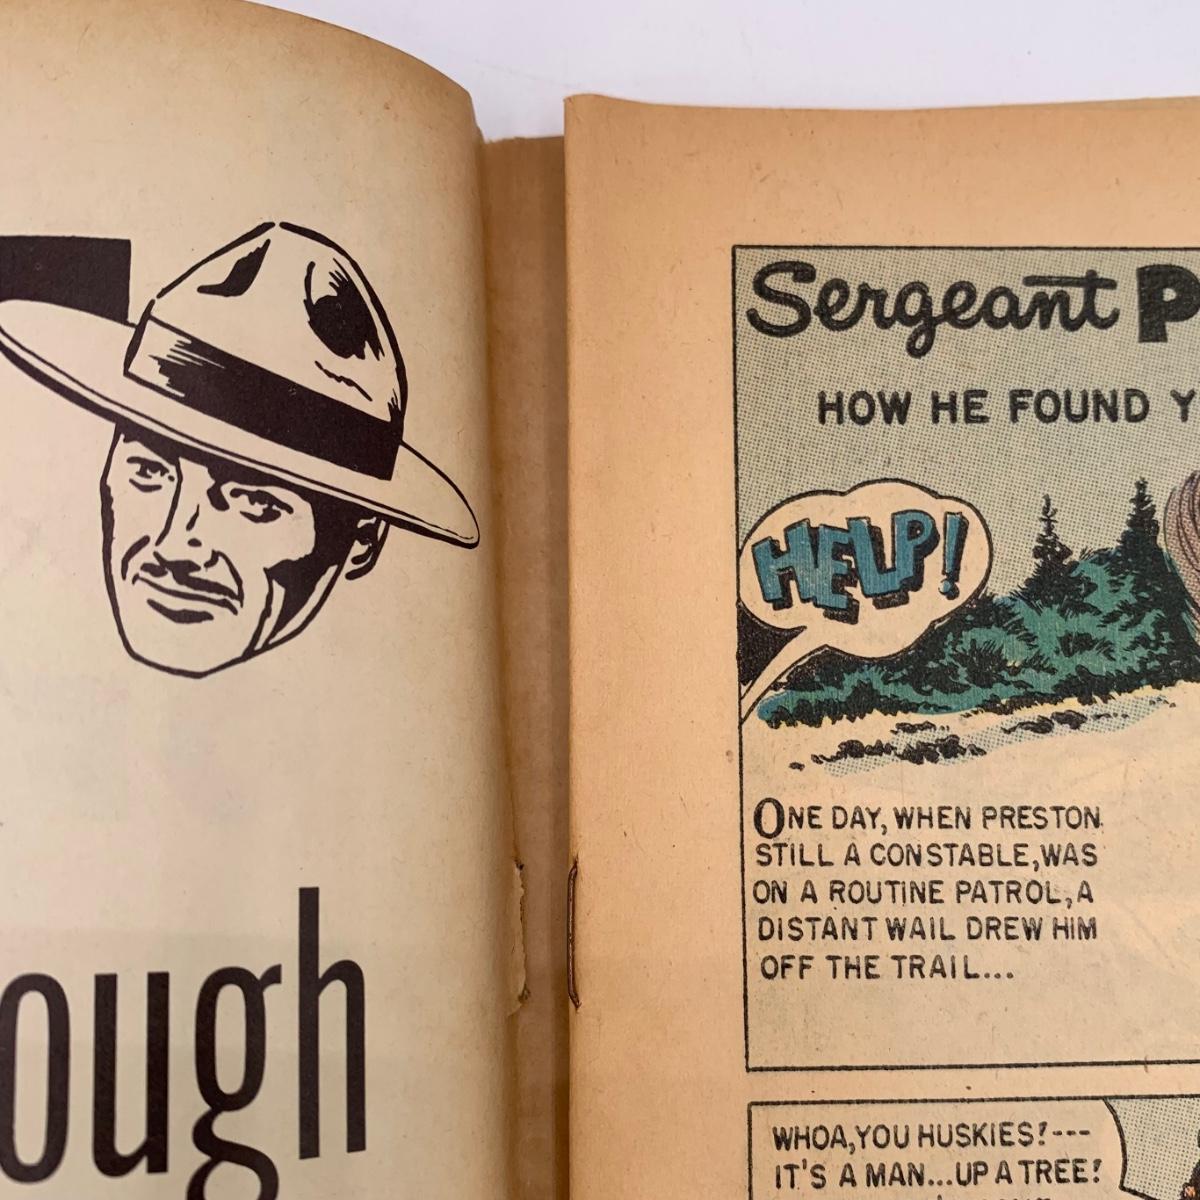 ough
Sergeant P
HOW HE FOUND Y
HELP!
ONE DAY, WHEN PRESTON
STILL A CONSTABLE, WAS
ON A ROUTINE PATROL, A
DISTANT WAIL DREW HIM
OFF THE TRAIL...
WHOA, YOU HUSKIES! ---
IT'S A MAN...UP A TREE!